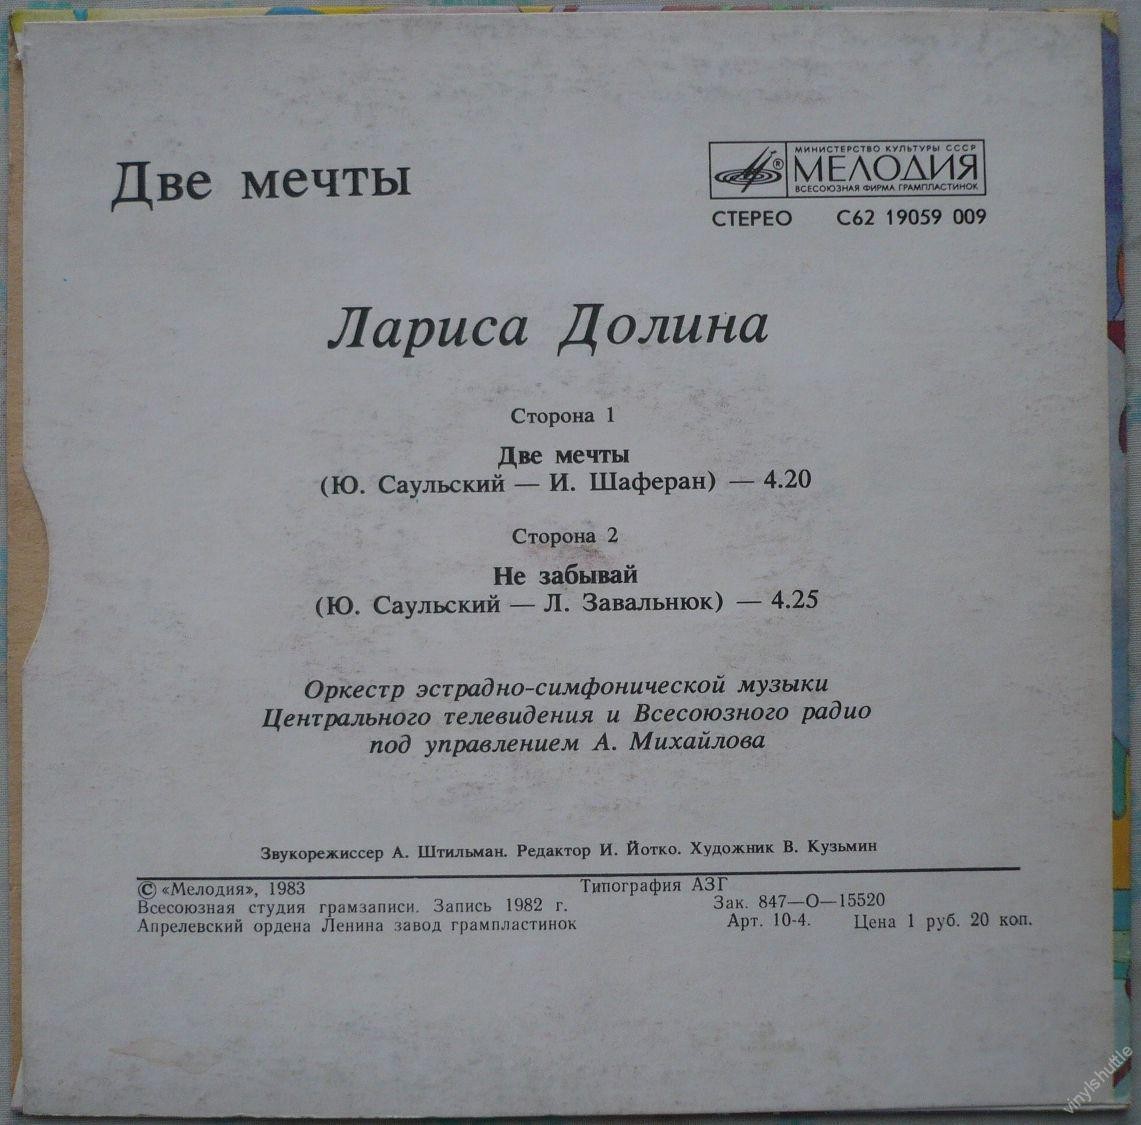 Две мечты
МИНИСТЕРСТВО КУЛЬТУРЫ СССР
МЕЛОДИЯ
ВСЕСОЮЗНАЯ ФИРМА ГРАМПЛАСТИНОК
СТЕРЕО С62 19059 009
Лариса Долина
Сторона 1
Две мечты
(Ю. Саульский — И. Шаферан) — 4.20
Сторона 2
Не забывай
(Ю. Саульский — Л. Завальнюк) — 4.25
Оркестр эстрадно-симфонической музыки
Центрального телевидения и Всесоюзного радио
под управлением А. Михайлова
Звукорежиссер А. Штильман. Редактор И. Йотко. Художник В. Кузьмин
© «Мелодия», 1983 Типография АЗГ
Всесоюзная студия грамзаписи. Запись 1982 г. Зак. 847—О—15520
Апрелевский ордена Ленина завод грампластинок Арт. 10-4. Цена 1 руб. 20 коп.
vinylshuttle